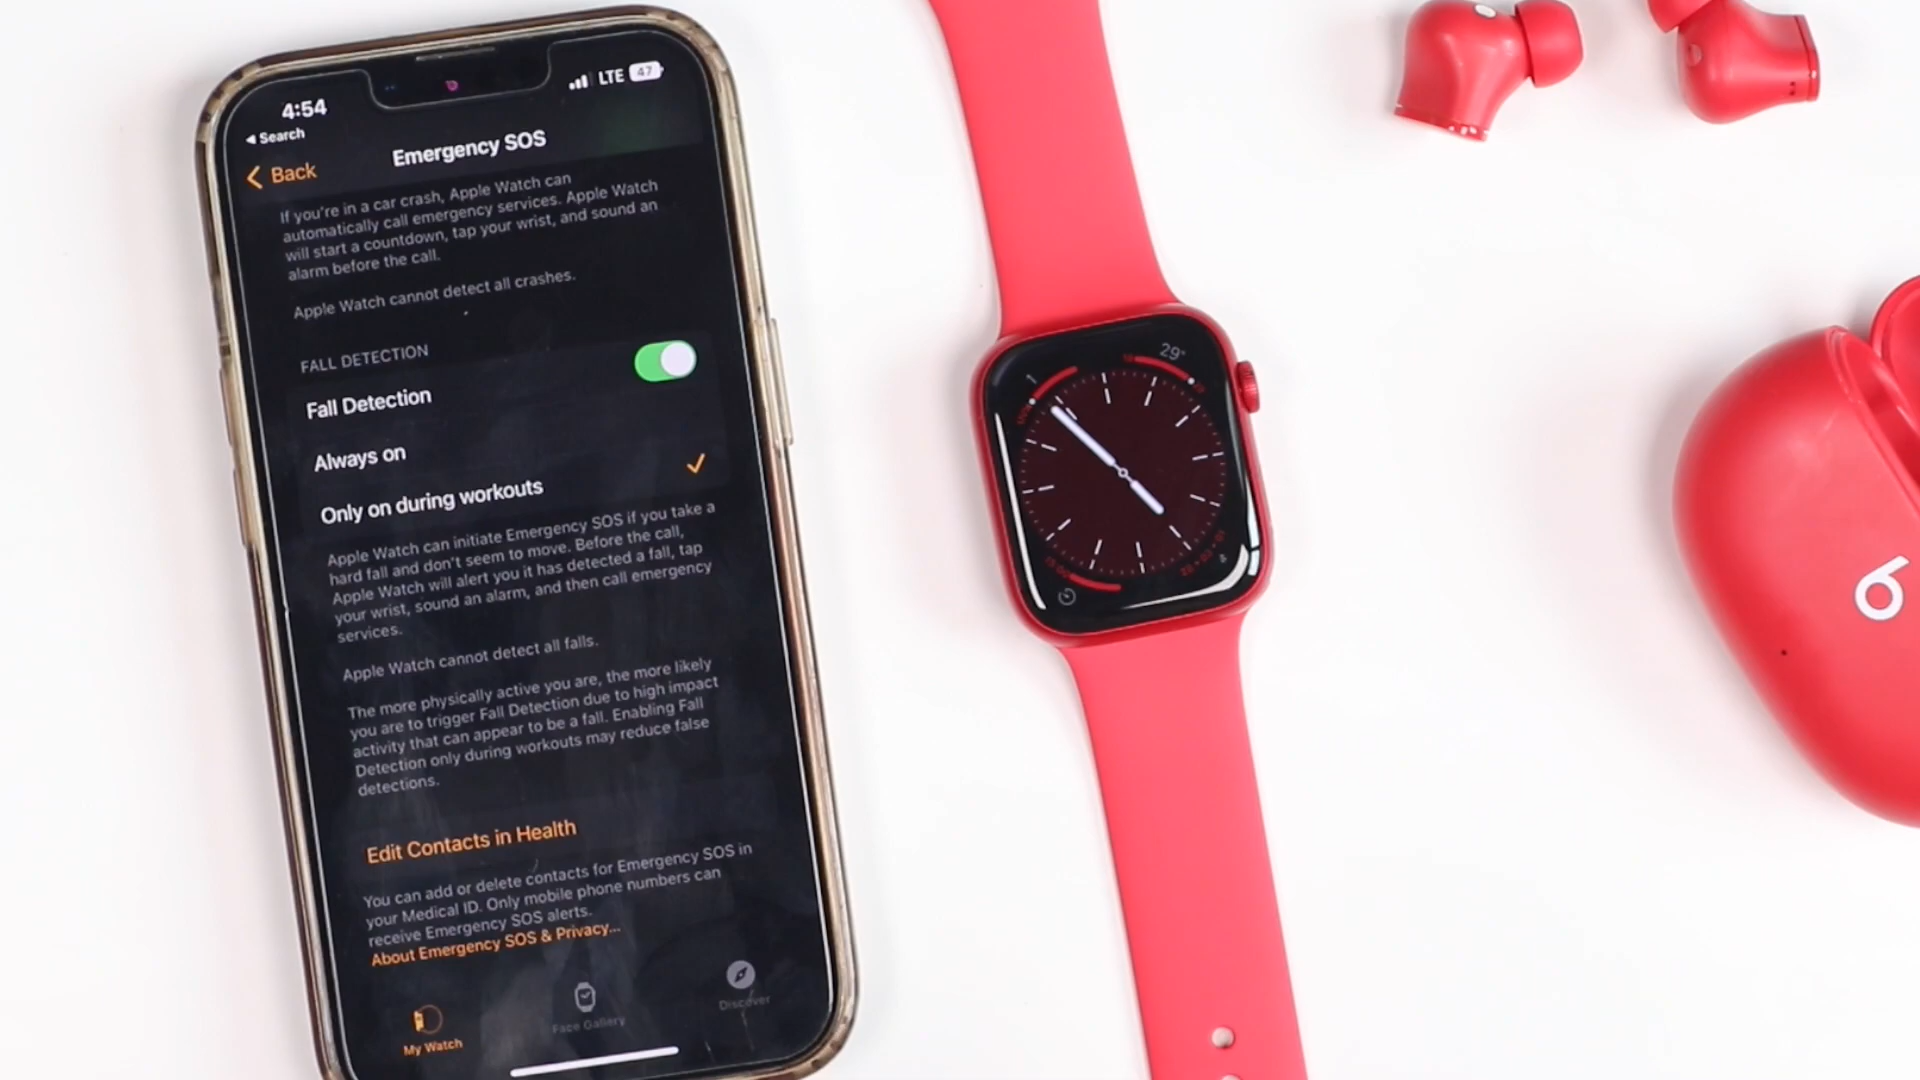 4:54
LTE 47
Search
Back
Emergency SOS
If you're in a car crash, Apple Watch can
automatically call emergency services. Apple Watch
will start a countdown, tap your wrist, and sound an
alarm before the call.
Apple Watch cannot detect all crashes.
FALL DETECTION
Fall Detection
Always on
Only on during workouts
Apple Watch can initiate Emergency SOS if you take a
hard fall and don't seem to move. Before the call,
Apple Watch will alert you it has detected a fall, tap
your wrist, sound an alarm, and then call emergency
services.
Apple Watch cannot detect all falls.
The more physically active you are, the more likely
you are to trigger Fall Detection due to high impact
activity that can appear to be a fall. Enabling Fall
Detection only during workouts may reduce false
detections.
Edit Contacts in Health
You can add or delete contacts for Emergency SOS in
your Medical ID. Only mobile phone numbers can
receive Emergency SOS alerts.
About Emergency SOS & Privacy...
My Watch
Face Gallery
Discover
29°
1
b